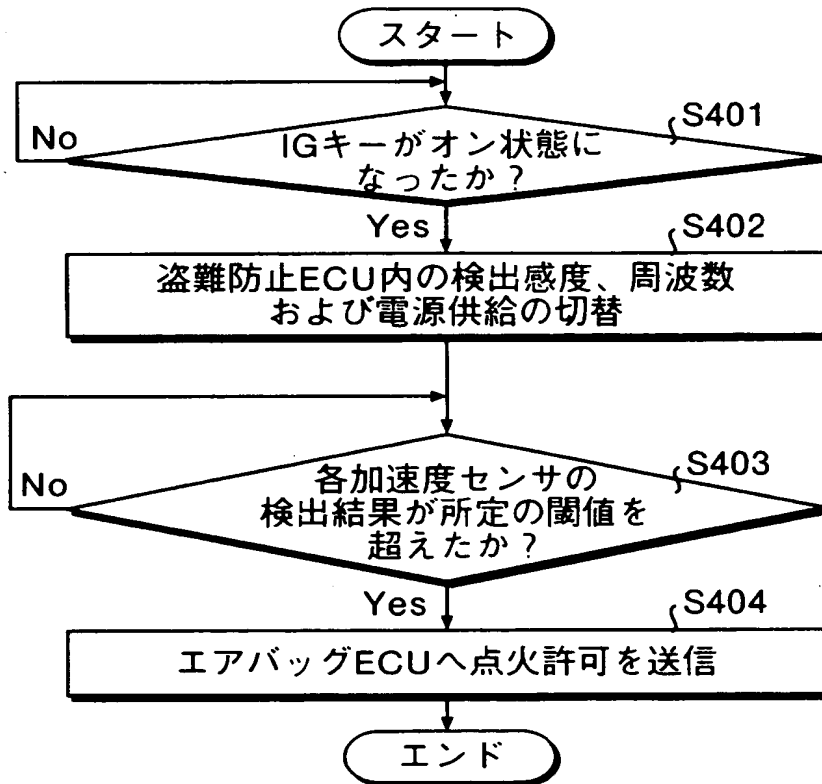 スタート
No
S401
IGキーがオン状態に
なったか？
Yes
S402
盗難防止ECU内の検出感度、周波数
および電源供給の切替
No
S403
各加速度センサの
検出結果が所定の閾値を
超えたか？
Yes
S404
エアバッグECUへ点火許可を送信
エンド